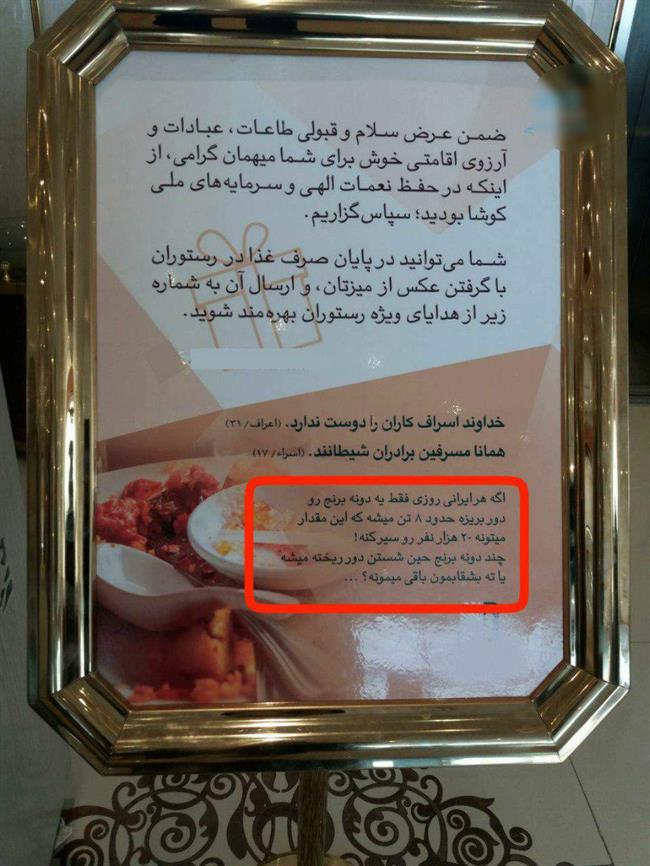 ضمن عرض سلام و قبولی طاعات، عبادات و
آرزوی اقامتی خوش برای شما میهمان گرامی، از
اینکه در حفظ نعمات الهی و سرمایه‌های ملی
کوشا بودید؛ سپاس‌گزاریم.
شما می‌توانید در پایان صرف غذا در رستوران
با گرفتن عکس از میزتان، و ارسال آن به شماره
زیر از هدایای ویژه رستوران بهره‌مند شوید.
خداوند اسراف کاران را دوست ندارد. (اعراف/ ۳۱)
همانا مسرفین برادران شیطانند. (اسراء/ ۱۷)
اگه هر ایرانی روزی فقط یه دونه برنج رو
دور بریزه حدود ۸ تن میشه که این مقدار
میتونه ۲۰ هزار نفر رو سیر کنه!
چند دونه برنج حین شستن دور ریخته میشه
یا ته بشقابمون باقی میمونه؟ ...